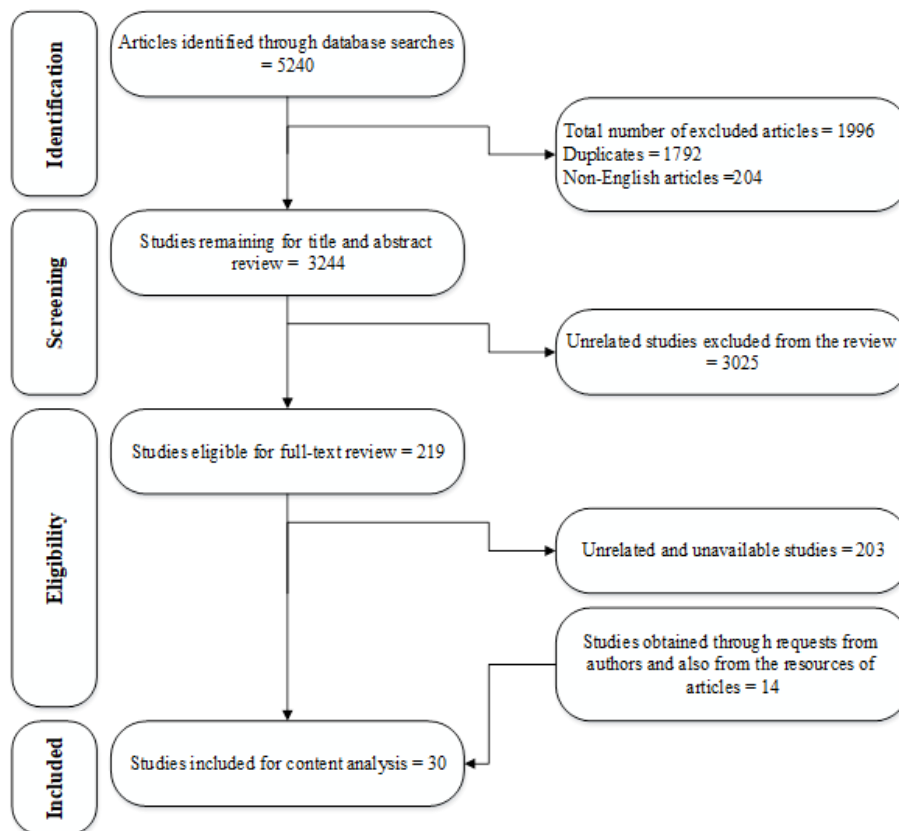 Identification
Articles identified through database searches
= 5240
Total number of excluded articles = 1996
Duplicates = 1792
Non-English articles =204
Screening
Studies remaining for title and abstract
review = 3244
Unrelated studies excluded from the review
= 3025
Eligibility
Studies eligible for full-text review = 219
Unrelated and unavailable studies = 203
Studies obtained through requests from
authors and also from the resources of
articles = 14
Included
Studies included for content analysis = 30